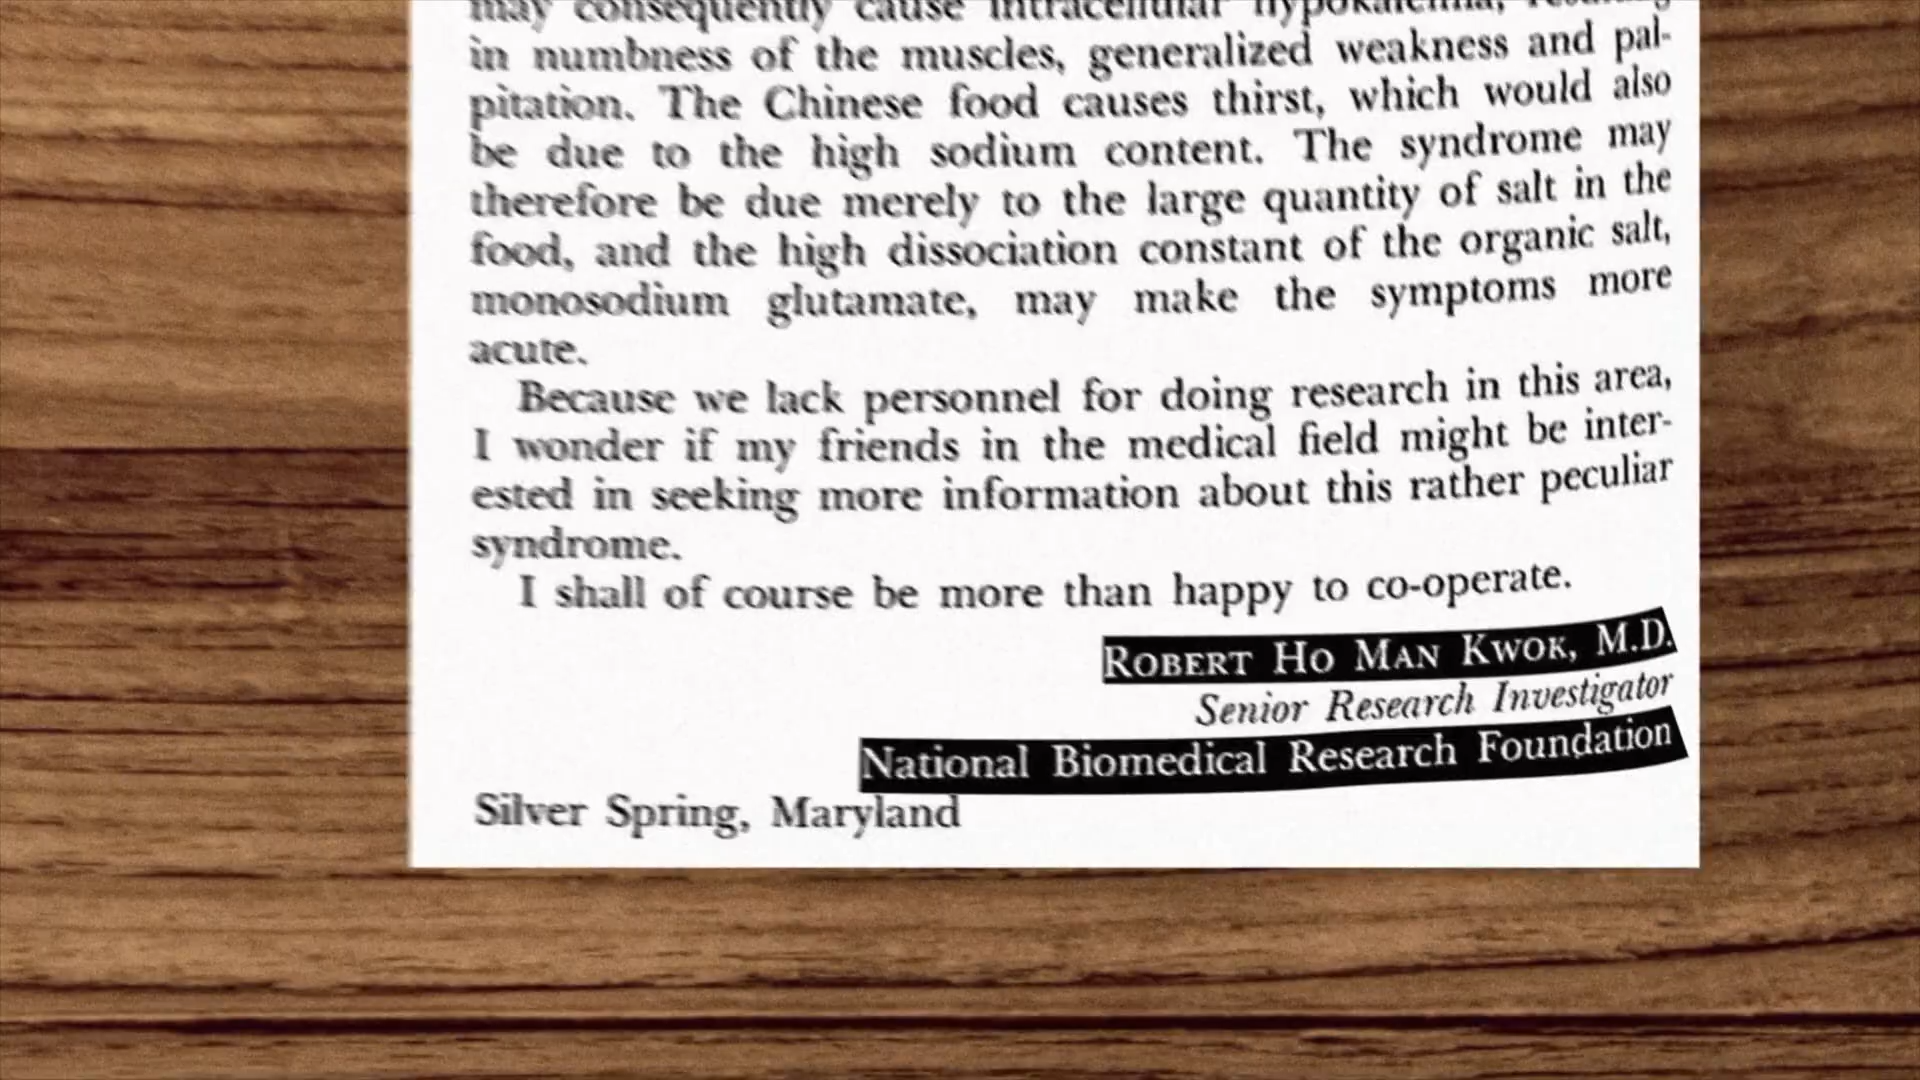 may consequently cause intracellular hypokalemia, resulting
in numbness of the muscles, generalized weakness and pal-
pitation. The Chinese food causes thirst, which would also
be due to the high sodium content. The syndrome may
therefore be due merely to the large quantity of salt in the
food, and the high dissociation constant of the organic salt,
monosodium glutamate, may make the symptoms more
acute.
Because we lack personnel for doing research in this area,
I wonder if my friends in the medical field might be inter-
ested in seeking more information about this rather peculiar
syndrome.
I shall of course be more than happy to co-operate.
ROBERT HO MAN KWOK, M.D.
Senior Research Investigator
National Biomedical Research Foundation
Silver Spring, Maryland